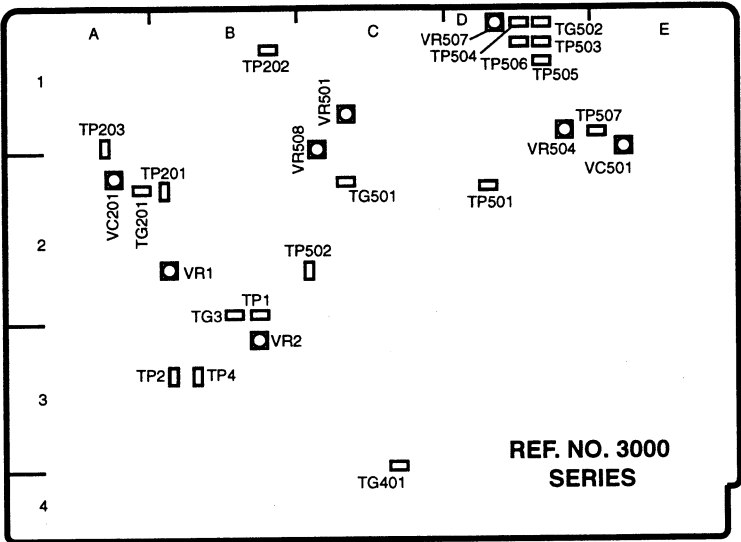 A
B
C
D
E
VR507
TG502
TP504
TP503
TP506
TP505
TP202
1
VR501
TP507
TP203
VR508
VR504
VC501
TP201
VC201
TG201
TG501
TP501
2
TP502
VR1
TP1
TG3
VR2
TP2
TP4
3
REF. NO. 3000
SERIES
TG401
4